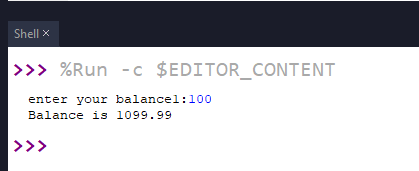 Shell ×
>>> %Run -c $EDITOR_CONTENT
enter your balance1:100
Balance is 1099.99
>>>